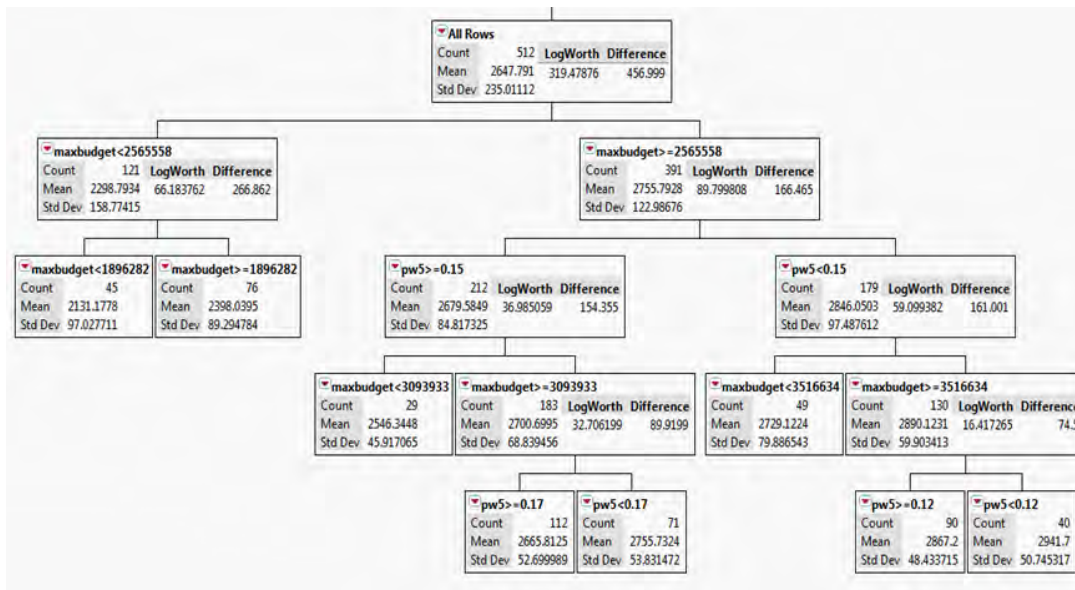 All Rows
Count 512 LogWorth Difference
Mean 2647.791 319.47876 456.999
Std Dev 235.01112
maxbudget<2565558
Count 121 LogWorth Difference
Mean 2298.7934 66.183762 266.862
Std Dev 158.77415
maxbudget>=2565558
Count 391 LogWorth Difference
Mean 2755.7928 89.799808 166.465
Std Dev 122.98676
maxbudget<1896282
Count 45
Mean 2131.1778
Std Dev 97.027711
maxbudget>=1896282
Count 76
Mean 2398.0395
Std Dev 89.294784
pw5>=0.15
Count 212 LogWorth Difference
Mean 2679.5849 36.985059 154.355
Std Dev 84.817325
pw5<0.15
Count 179 LogWorth Difference
Mean 2846.0503 59.099382 161.001
Std Dev 97.487612
maxbudget<3093933
Count 29
Mean 2546.3448
Std Dev 45.917065
maxbudget>=3093933
Count 183 LogWorth Difference
Mean 2700.6995 32.706199 89.9199
Std Dev 68.839456
maxbudget<3516634
Count 49
Mean 2729.1224
Std Dev 79.886543
maxbudget>=3516634
Count 130 LogWorth Difference
Mean 2890.1231 16.417265
Std Dev 59.903413
pw5>=0.17
Count 112
Mean 2665.8125
Std Dev 52.699989
pw5<0.17
Count 71
Mean 2755.7324
Std Dev 53.831472
pw5>=0.12
Count 90
Mean 2867.2
Std Dev 48.433715
pw5<0.12
Count 40
Mean 2941.7
Std Dev 50.745317